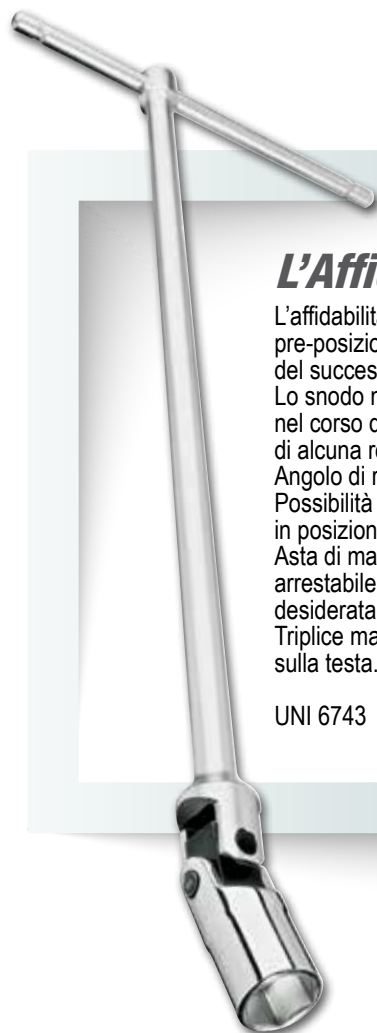 L'Affi
L'affidabilit
pre-posizio
del succes
Lo snodo
nel corso
di alcuna
Angolo di
Possibilità
in posizion
Asta di ma
arrestabile
desiderata
Triplice ma
sulla testa.
UNI 6743